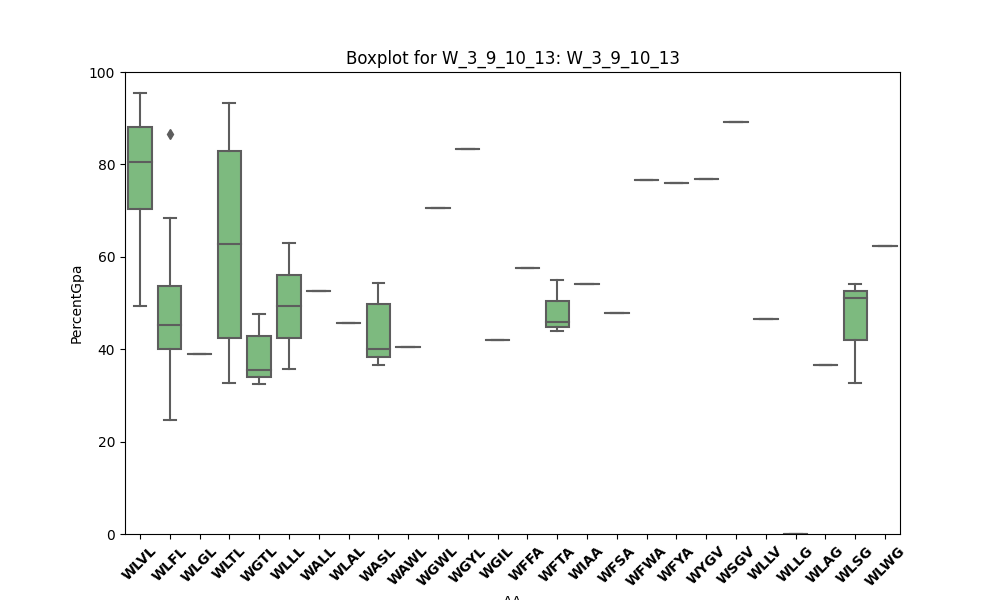 Boxplot for W_3_9_10_13: W_3_9_10_13
PercentGpa
100
80
60
40
20
0
WLVL
WLFL
WLGL
WLTL
WGTL
WLLL
WALL
WLAL
WASL
WAWL
WGWL
WGYL
WGIL
WFFA
WFTA
WIAA
WFSA
WFWA
WFYA
WYGV
WSGV
WLLV
WLLG
WLAG
WLSG
WLWG
AA